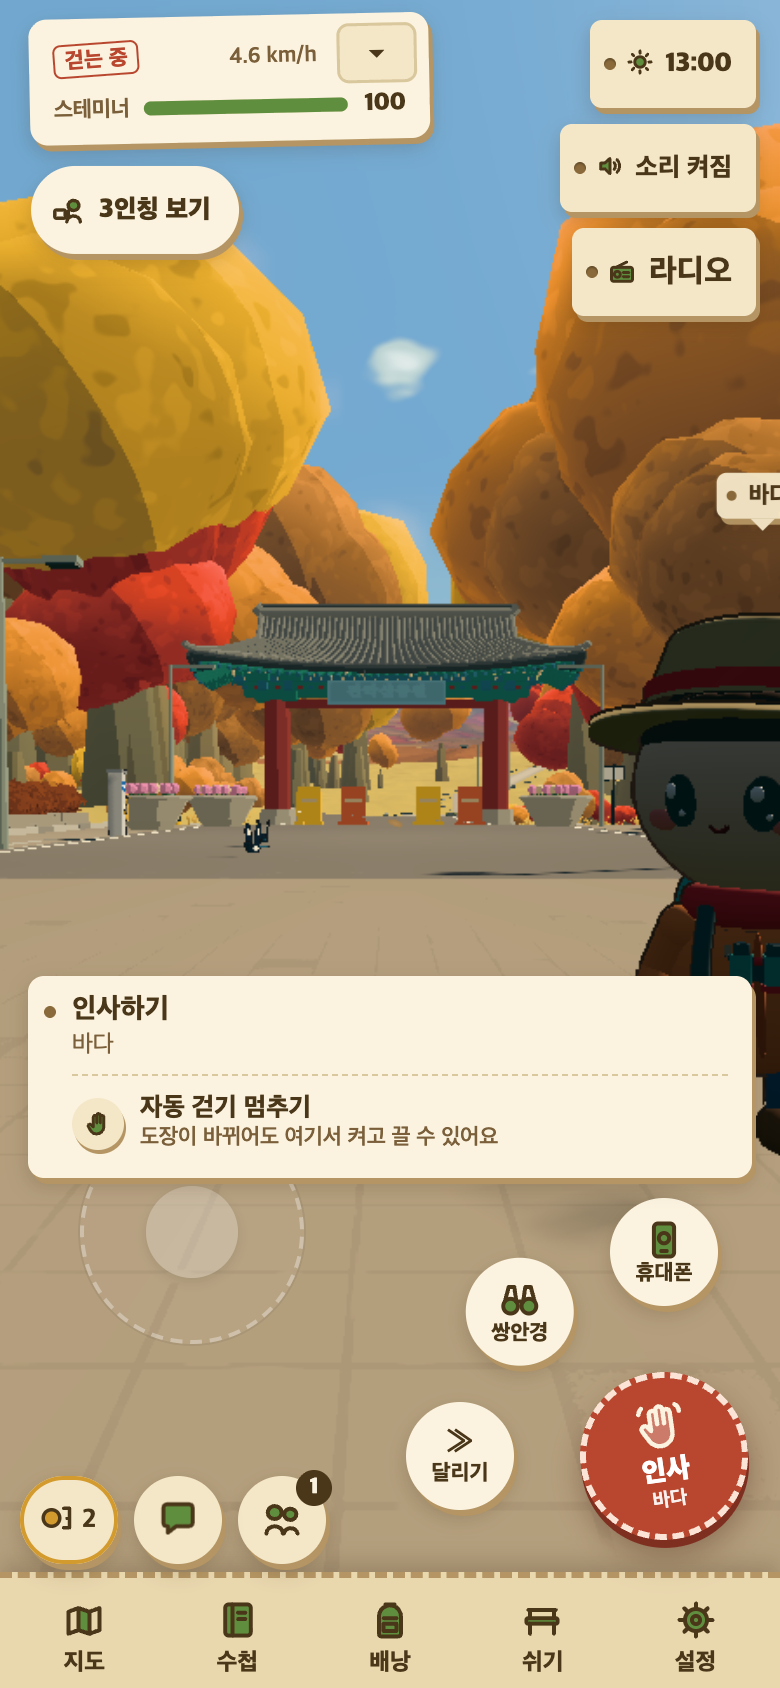 걷는 중
4.6 km/h
스테미너
100
13:00
소리 켜짐
3인칭 보기
라디오
인사하기
바다
자동 걷기 멈추기
도장이 바뀌어도 여기서 켜고 끌 수 있어요
휴대폰
쌍안경
달리기
인사
바다
2
1
지도
수첩
배낭
쉬기
설정